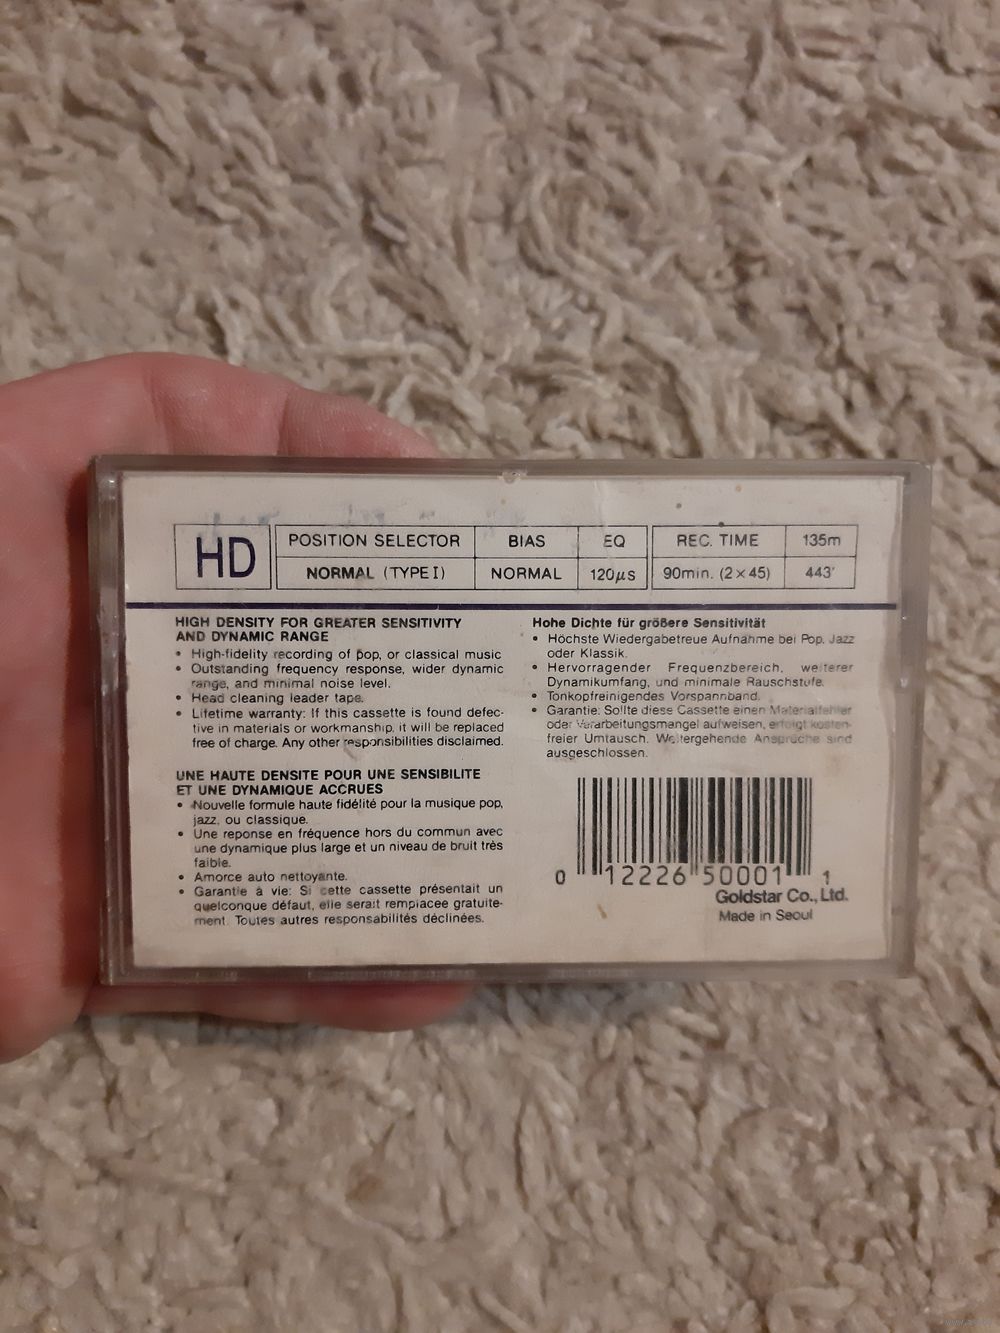 HD
POSITION SELECTOR BIAS EQ REC. TIME 135m
NORMAL (TYPE I) NORMAL 120µs 90min. (2×45) 443'
HIGH DENSITY FOR GREATER SENSITIVITY
AND DYNAMIC RANGE
• High-fidelity recording of pop, or classical music
• Outstanding frequency response, wider dynamic
range, and minimal noise level.
• Head cleaning leader tape.
• Lifetime warranty: If this cassette is found defec-
tive in materials or workmanship, it will be replaced
free of charge. Any other responsibilities disclaimed.
UNE HAUTE DENSITE POUR UNE SENSIBILITE
ET UNE DYNAMIQUE ACCRUES
• Nouvelle formule haute fidélité pour la musique pop,
jazz, ou classique.
• Une reponse en fréquence hors du commun avec
une dynamique plus large et un niveau de bruit très
faible.
• Amorce auto nettoyante.
• Garantie à vie: Si cette cassette présentait un
quelconque défaut, elle serait remplacee gratuite-
ment. Toutes autres responsabilités déclinées.
Hohe Dichte für größere Sensitivität
• Höchste Wiedergabetreue Aufnahme bei Pop, Jazz
oder Klassik.
• Hervorragender Frequenzbereich, weiterer
Dynamikumfang, und minimale Rauschstufe.
• Tonkopfreinigendes Vorspannband.
• Garantie: Sollte diese Cassette einen Materialfehler
oder Verarbeitungsmangel aufweisen, erfolgt kosten-
freier Umtausch. Weitergehende Ansprüche sind
ausgeschlossen.
0 12226 50001 1
Goldstar Co., Ltd.
Made in Seoul